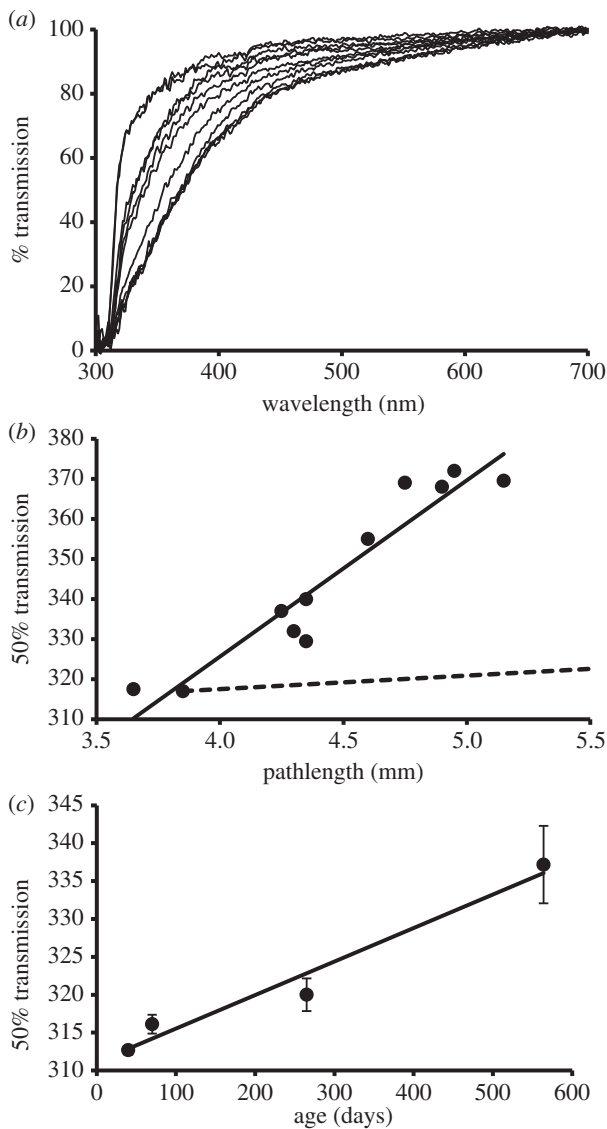 (a)
100
80
60
40
20
0
% transmission
300 400 500 600 700
wavelength (nm)
(b)
380
370
360
350
340
330
320
310
50% transmission
3.5 4.0 4.5 5.0 5.5
pathlength (mm)
(c)
345
340
335
330
325
320
315
310
50% transmission
0 100 200 300 400 500 600
age (days)